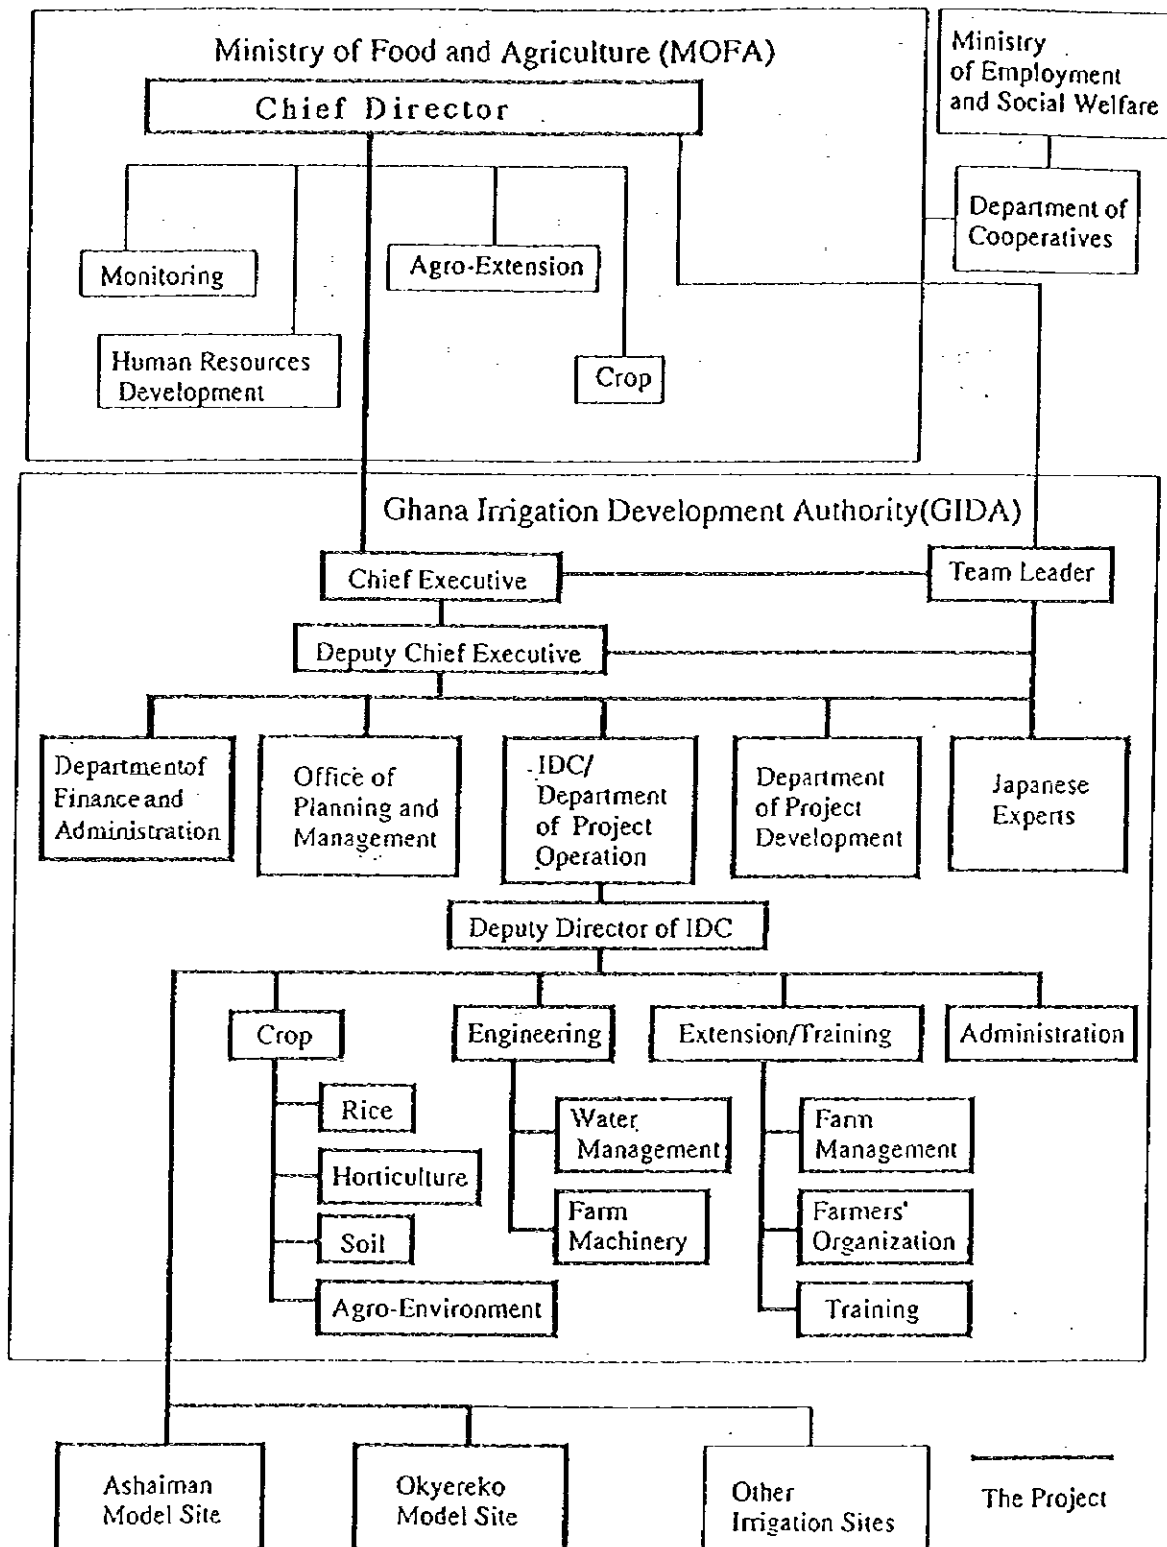 Ministry of Food and Agriculture (MOFA)
Chief Director
Ministry
of Employment
and Social Welfare
Department of
Cooperatives
Monitoring
Agro-Extension
Human Resources
Development
Crop
Ghana Irrigation Development Authority(GIDA)
Chief Executive
Team Leader
Deputy Chief Executive
Departmentof
Finance and
Administration
Office of
Planning and
Management
IDC/
Department
of Project
Operation
Department
of Project
Development
Japanese
Experts
Deputy Director of IDC
Crop
Engineering
Extension/Training
Administration
Rice
Horticulture
Soil
Agro-Environment
Water
Management
Farm
Machinery
Farm
Management
Farmers'
Organization
Training
Ashaiman
Model Site
Okyereko
Model Site
Other
Irrigation Sites
The Project